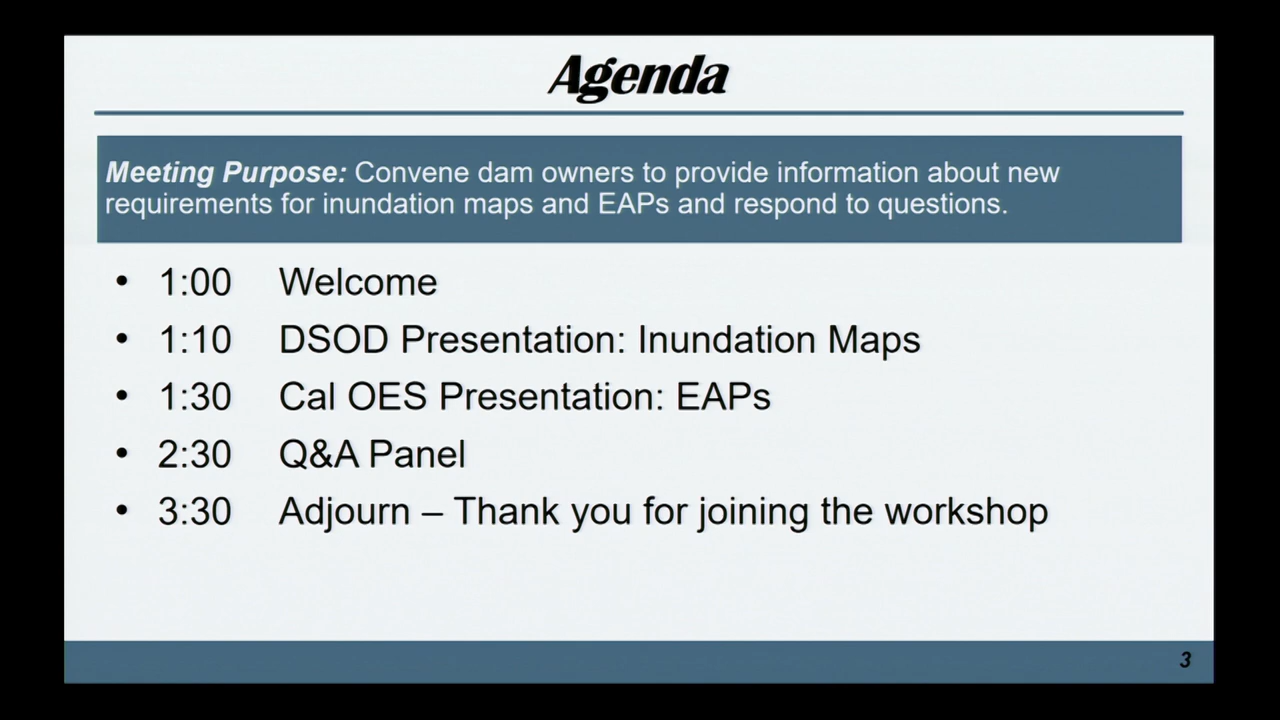 Agenda
Meeting Purpose: Convene dam owners to provide information about new
requirements for inundation maps and EAPs and respond to questions.
• 1:00 Welcome
• 1:10 DSOD Presentation: Inundation Maps
• 1:30 Cal OES Presentation: EAPs
• 2:30 Q&A Panel
• 3:30 Adjourn – Thank you for joining the workshop
3